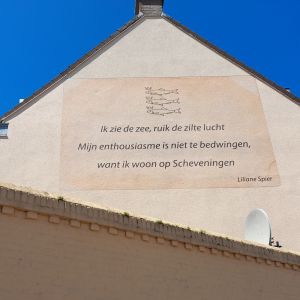 Ik zie de zee, ruik de zilte lucht
Mijn enthousiasme is niet te bedwingen,
want ik woon op Scheveningen
Liliane Spier